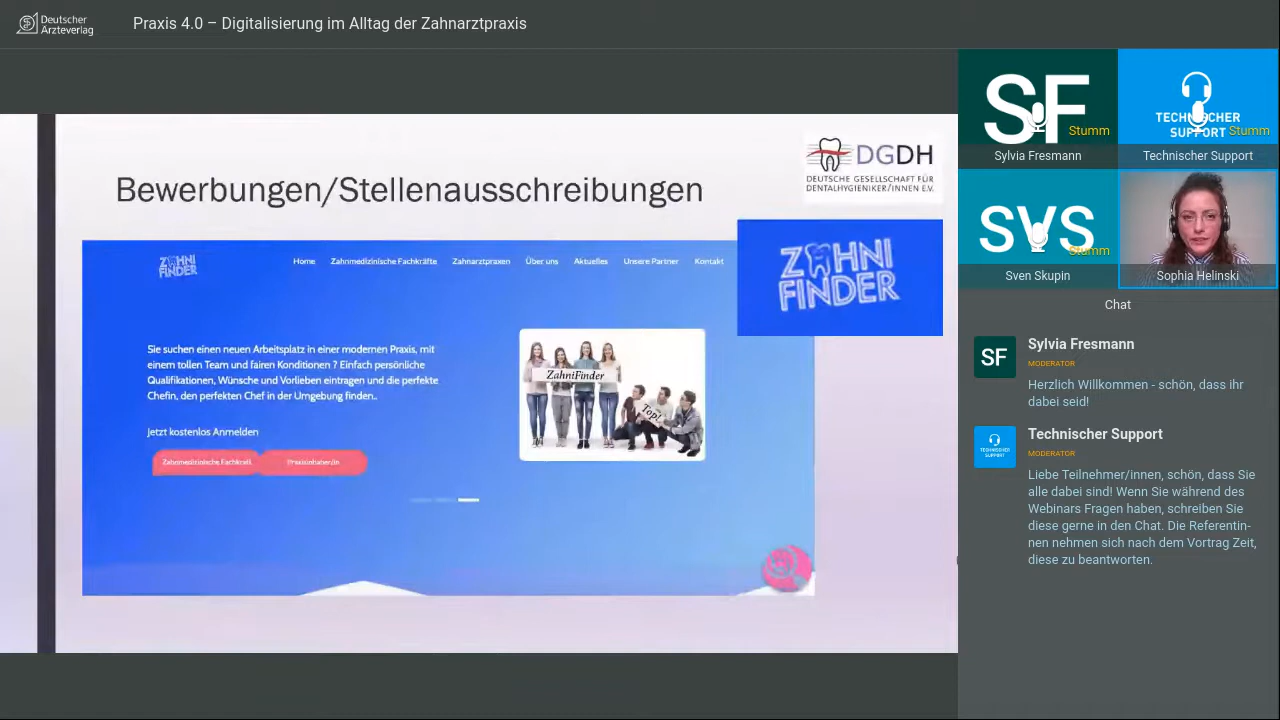 Deutscher
Ärzteverlag
Praxis 4.0 – Digitalisierung im Alltag der Zahnarztpraxis
DGDH
DEUTSCHE GESELLSCHAFT FÜR
DENTALHYGIENIKER/INNEN E.V.
Bewerbungen/Stellenausschreibungen
ZAHNI
FINDER
Home Zahnmedizinische Fachkräfte Zahnarztpraxen Über uns Aktuelles Unsere Partner Kontakt
ZAHNI
FINDER
Sie suchen einen neuen Arbeitsplatz in einer modernen Praxis, mit
einem tollen Team und fairen Konditionen ? Einfach persönliche
Qualifikationen, Wünsche und Vorlieben eintragen und die perfekte
Chefin, den perfekten Chef in der Umgebung finden..
Jetzt kostenlos Anmelden
Zahnmedizinische Fachkraft
Praxisinhaber/in
ZahniFinder
Top!
SF
Stumm
Sylvia Fresmann
TECHNISCHER
SUPPORT
Stumm
Technischer Support
SVS
Stumm
Sven Skupin
Sophia Helinski
Chat
SF
Sylvia Fresmann
MODERATOR
Herzlich Willkommen - schön, dass ihr
dabei seid!
TECHNISCHER
SUPPORT
Technischer Support
MODERATOR
Liebe Teilnehmer/innen, schön, dass Sie
alle dabei sind! Wenn Sie während des
Webinars Fragen haben, schreiben Sie
diese gerne in den Chat. Die Referentin-
nen nehmen sich nach dem Vortrag Zeit,
diese zu beantworten.